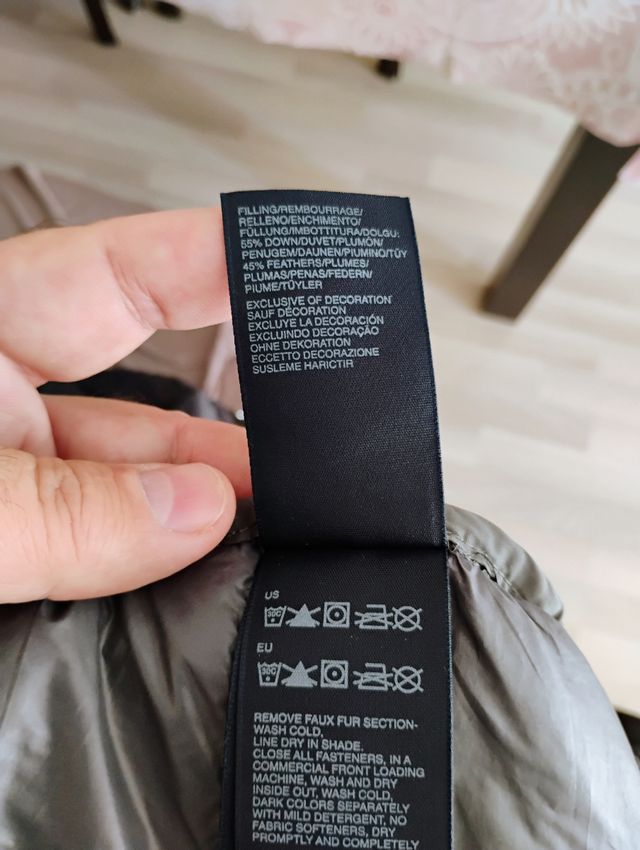 FILLING/REMBOURRAGE/
RELLENO/ENCHIMENTO/
FÜLLUNG/IMBOTTITURA/DOLGU:
55% DOWN/DUVET/PLUMÓN/
PENUGEM/DAUNEN/PIUMINO/TÜY
45% FEATHERS/PLUMES/
PLUMAS/PENAS/FEDERN/
PIUME/TÜYLER
EXCLUSIVE OF DECORATION
SAUF DÉCORATION
EXCLUYE LA DECORACIÓN
EXCLUINDO DECORAÇÃO
OHNE DEKORATION
ECCETTO DECORAZIONE
SUSLEME HARICTIR
US
30C
EU
30C
REMOVE FAUX FUR SECTION-
WASH COLD,
LINE DRY IN SHADE.
CLOSE ALL FASTENERS, IN A
COMMERCIAL FRONT LOADING
MACHINE, WASH AND DRY
INSIDE OUT, WASH COLD,
DARK COLORS SEPARATELY
WITH MILD DETERGENT, NO
FABRIC SOFTENERS, DRY
PROMPTLY AND COMPLETELY